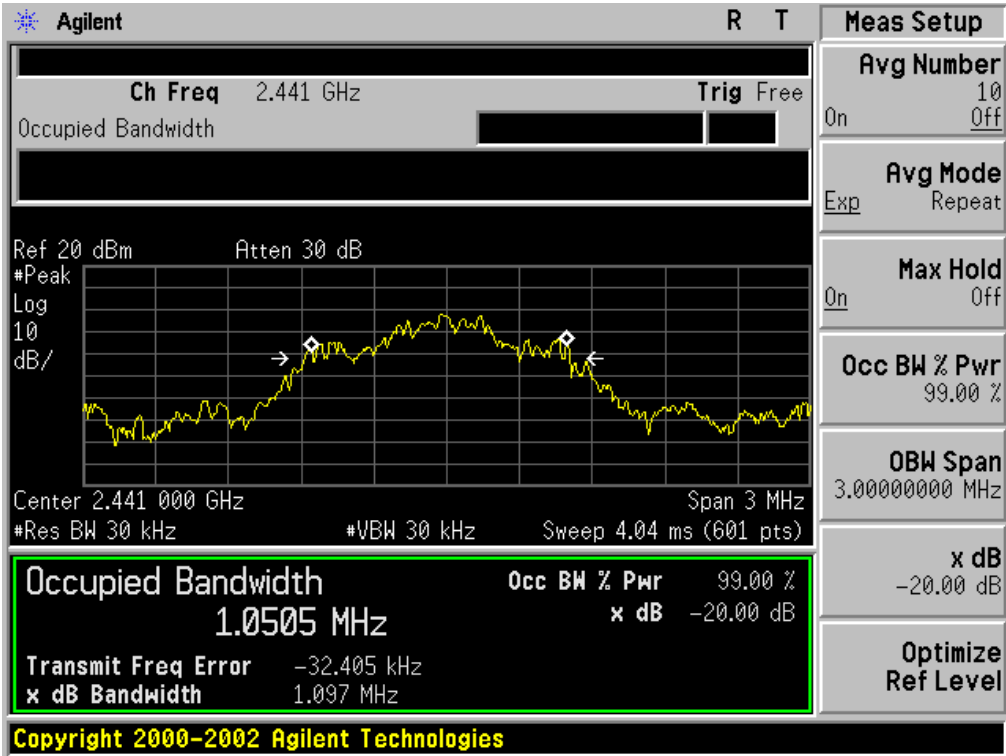 Agilent
R T
Meas Setup
Ch Freq 2.441 GHz
Trig Free
Occupied Bandwidth
Avg Number
10
On Off
Avg Mode
Exp Repeat
Max Hold
On Off
Occ BW % Pwr
99.00 %
OBW Span
3.00000000 MHz
x dB
-20.00 dB
Optimize
Ref Level
Ref 20 dBm Atten 30 dB
#Peak
Log
10
dB/
Center 2.441 000 GHz Span 3 MHz
#Res BW 30 kHz #VBW 30 kHz Sweep 4.04 ms (601 pts)
Occupied Bandwidth
1.0505 MHz
Occ BW % Pwr 99.00 %
x dB -20.00 dB
Transmit Freq Error -32.405 kHz
x dB Bandwidth 1.097 MHz
Copyright 2000-2002 Agilent Technologies